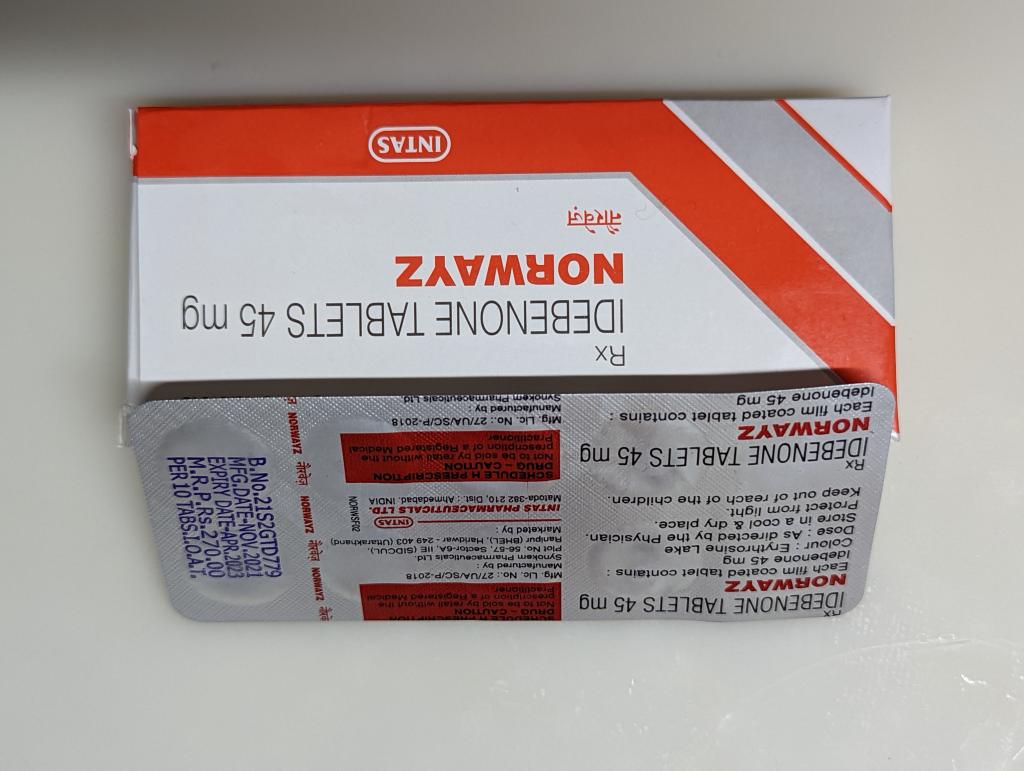 INTAS
नौरवेज़
NORWAYZ
IDEBENONE TABLETS 45 mg
Rx
B.NO.21S2GTD779
MFG.DATE-NOV.2021
EXPIRY DATE-APR.2023
M.R.P.Rs.270.00
PER 10 TABS.I.O.A.T.
NORWAYZ नौरवेज़ NORWAYZ नौरवेज़ NORWAYZ नौरवेज़
SCHEDULE H PRESCRIPTION
DRUG – CAUTION
Not to be sold by retail without the
prescription of a Registered Medical
Practitioner.
Mfg. Lic. No.: 27/UA/SC/P-2018
Manufactured by :
Synokem Pharmaceuticals Ltd.
Plot No. 56-57, Sector-6A, IIE (SIDCUL),
Ranipur (BHEL), Haridwar - 249 403 (Uttarakhand)
Marketed by :
INTAS PHARMACEUTICALS LTD.
INTAS
Matoda-382 210, Dist.: Ahmedabad. INDIA
NORWSF02
SCHEDULE H PRESCRIPTION
DRUG – CAUTION
Not to be sold by retail without the
prescription of a Registered Medical
Practitioner.
Mfg. Lic. No.: 27/UA/SC/P-2018
Manufactured by :
Synokem Pharmaceuticals Ltd.
Rx
IDEBENONE TABLETS 45 mg
NORWAYZ
Each film coated tablet contains :
Idebenone 45 mg
Colour : Erythrosine Lake
Dose : As directed by the Physician.
Store in a cool & dry place.
Protect from light.
Keep out of reach of the children.
Rx
IDEBENONE TABLETS 45 mg
NORWAYZ
Each film coated tablet contains :
Idebenone 45 mg